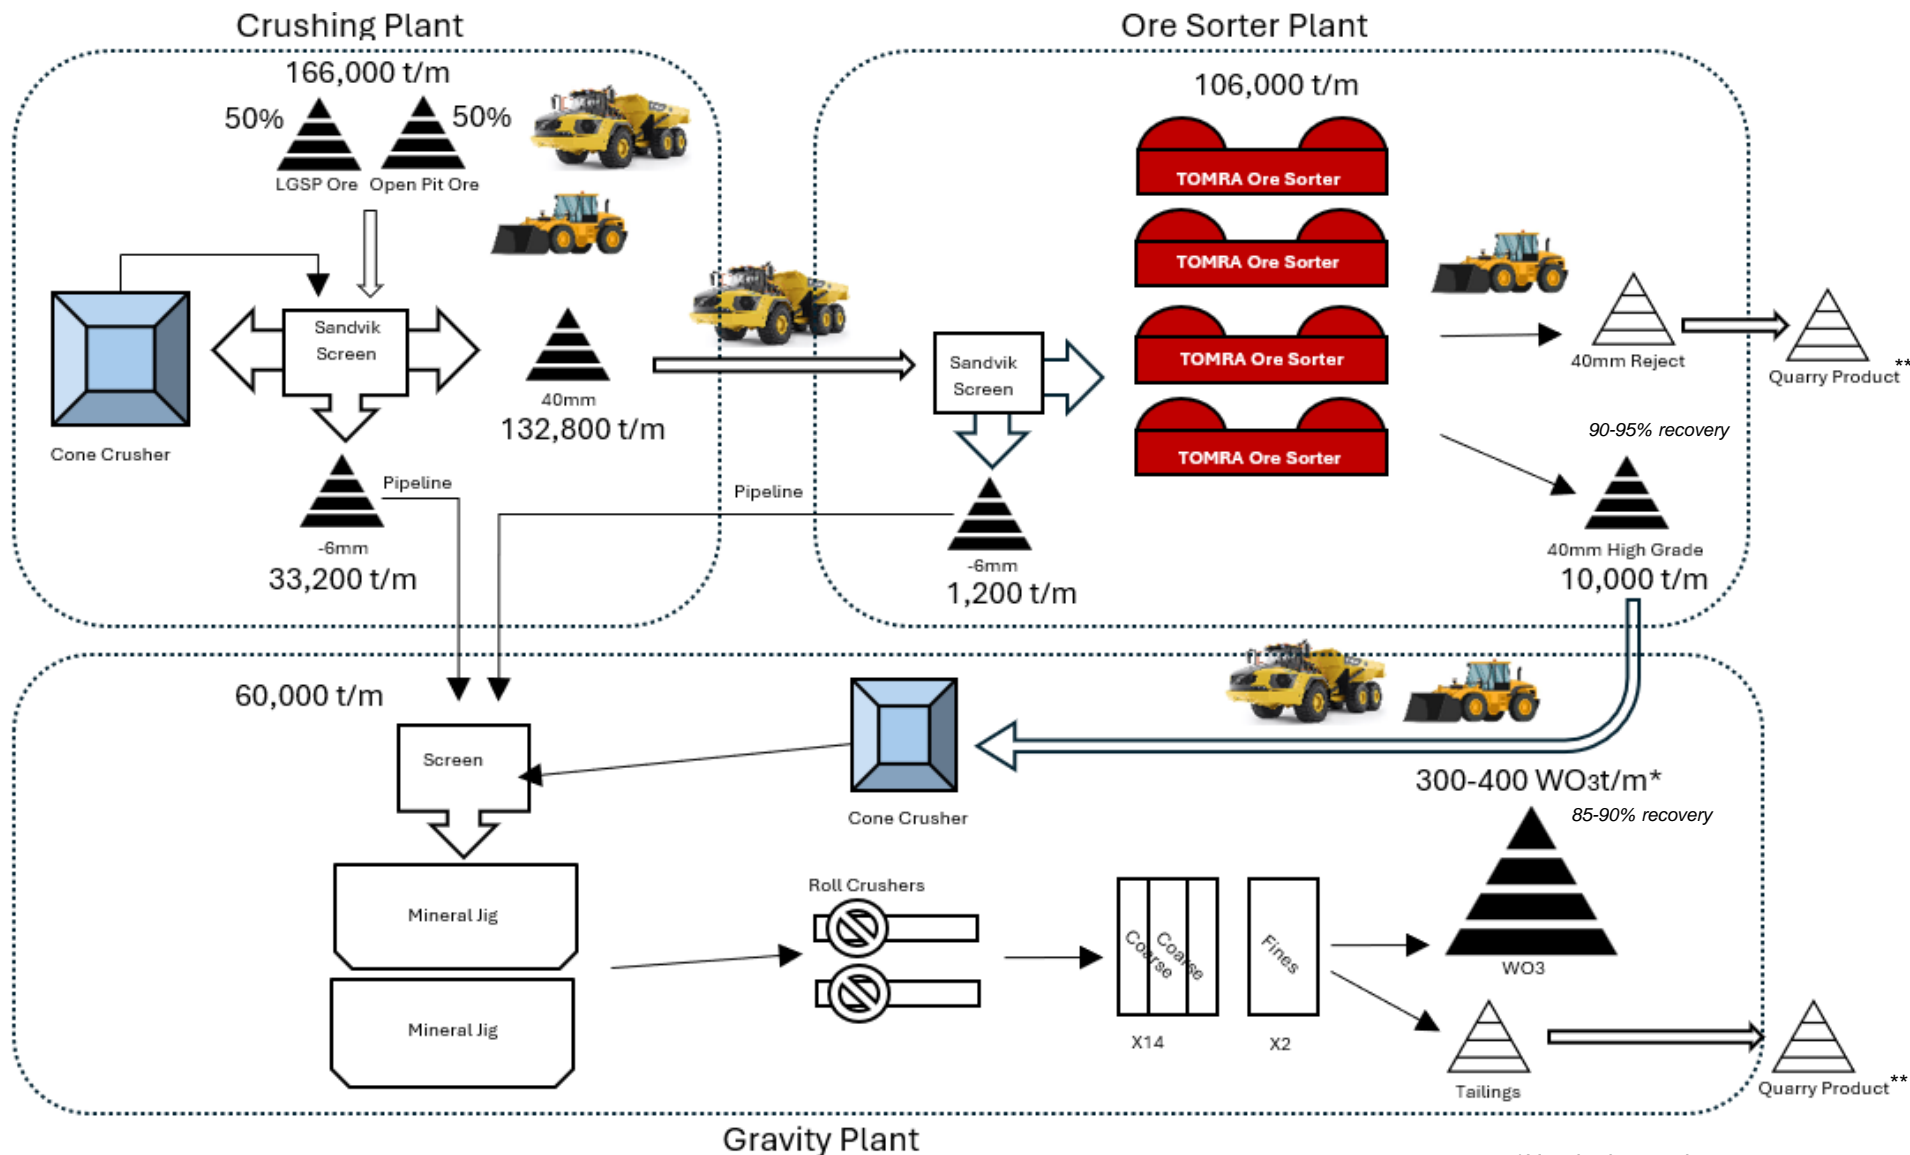 Crushing Plant
Ore Sorter Plant
166,000 t/m
50%
50%
LGSP Ore
Open Pit Ore
Sandvik
Screen
Cone Crusher
40mm
132,800 t/m
-6mm
33,200 t/m
Pipeline
Pipeline
106,000 t/m
TOMRA Ore Sorter
TOMRA Ore Sorter
TOMRA Ore Sorter
TOMRA Ore Sorter
Sandvik
Screen
-6mm
1,200 t/m
40mm Reject
Quarry Product**
90-95% recovery
40mm High Grade
10,000 t/m
60,000 t/m
Screen
Cone Crusher
300-400 WO3t/m*
85-90% recovery
Mineral Jig
Mineral Jig
Roll Crushers
Coarse
Coarse
Fines
X14
X2
WO3
Tailings
Quarry Product**
Gravity Plant